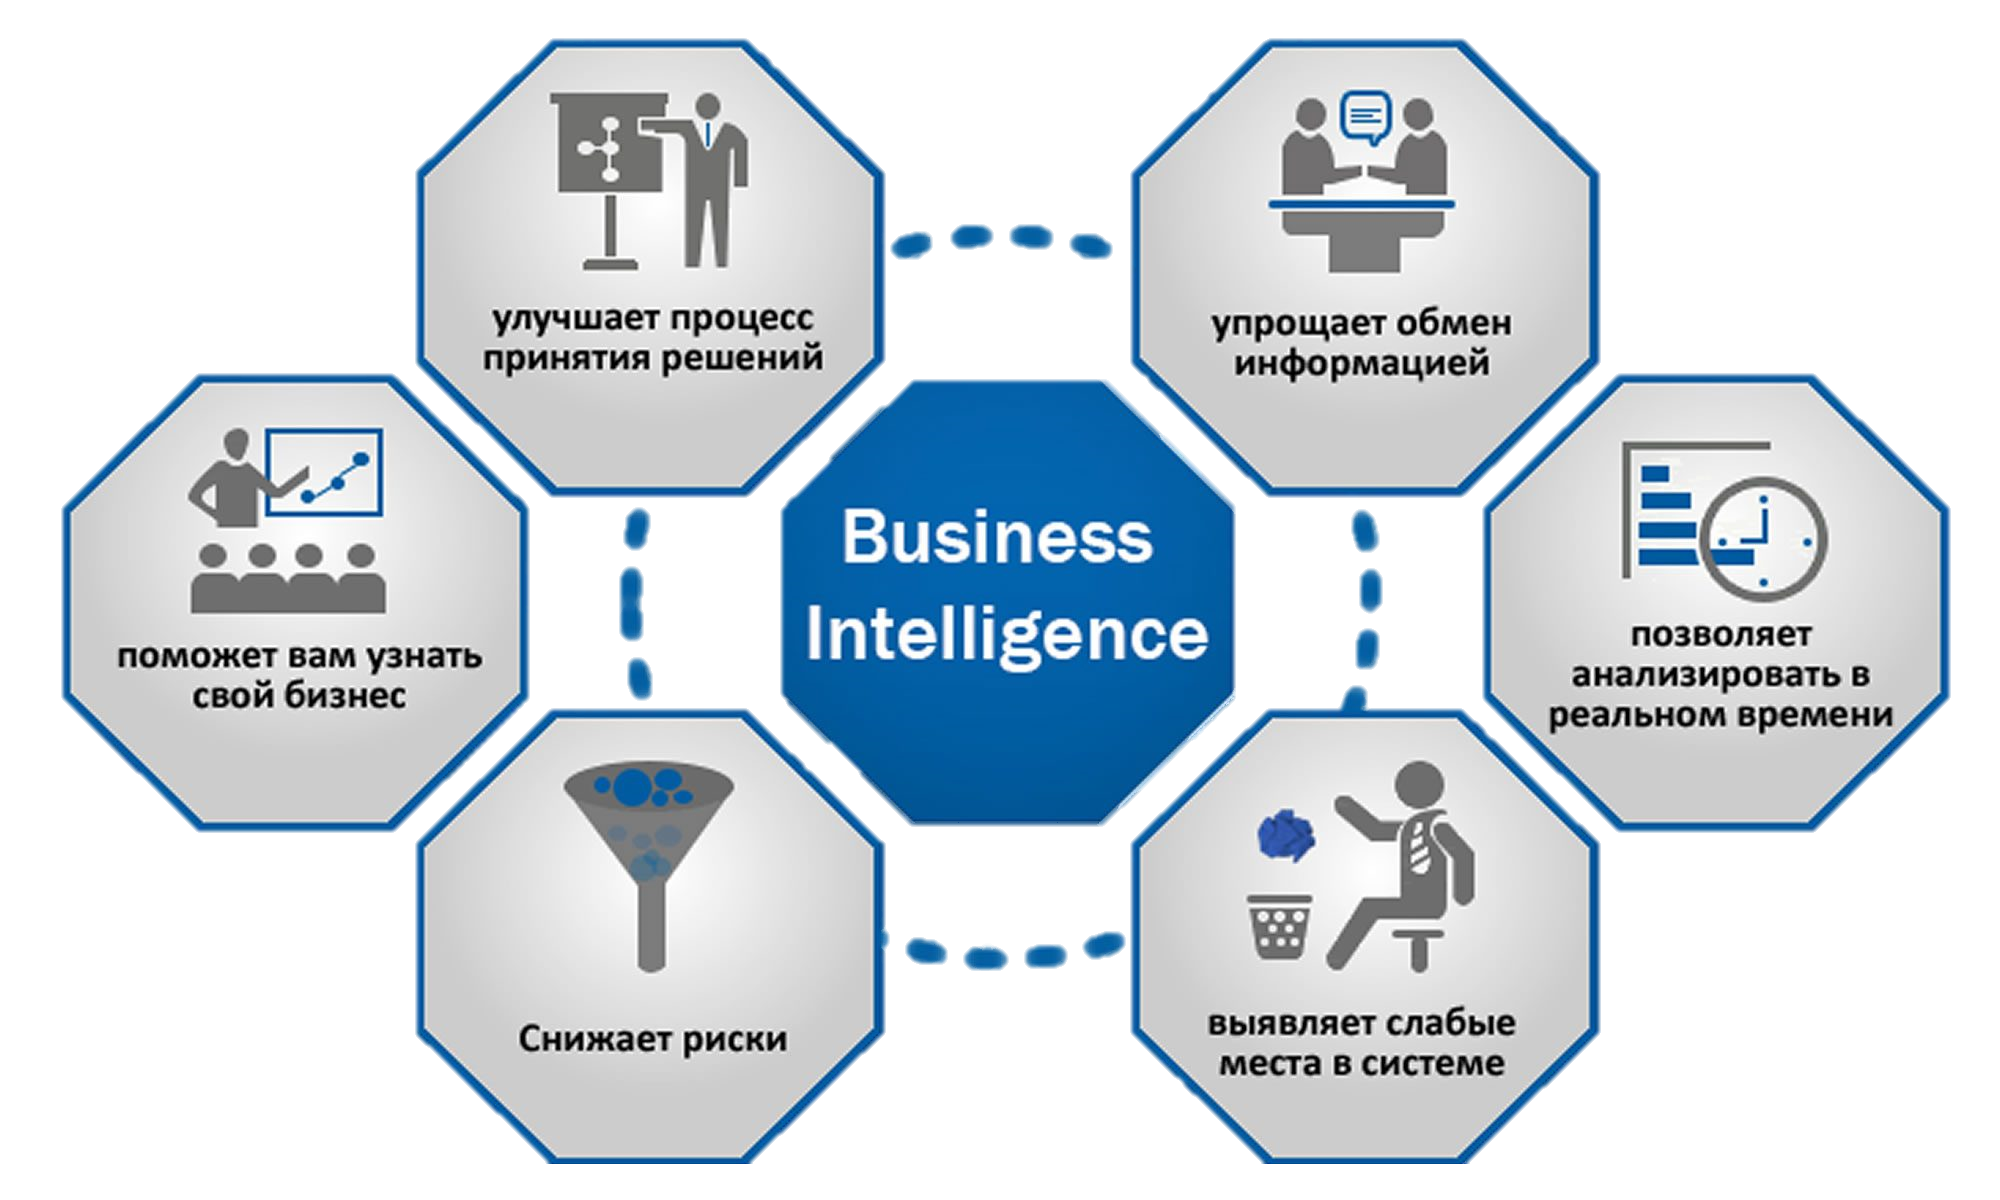 улучшает процесс
принятия решений
упрощает обмен
информацией
Business
Intelligence
поможет вам узнать
свой бизнес
позволяет
анализировать в
реальном времени
Снижает риски
выявляет слабые
места в системе